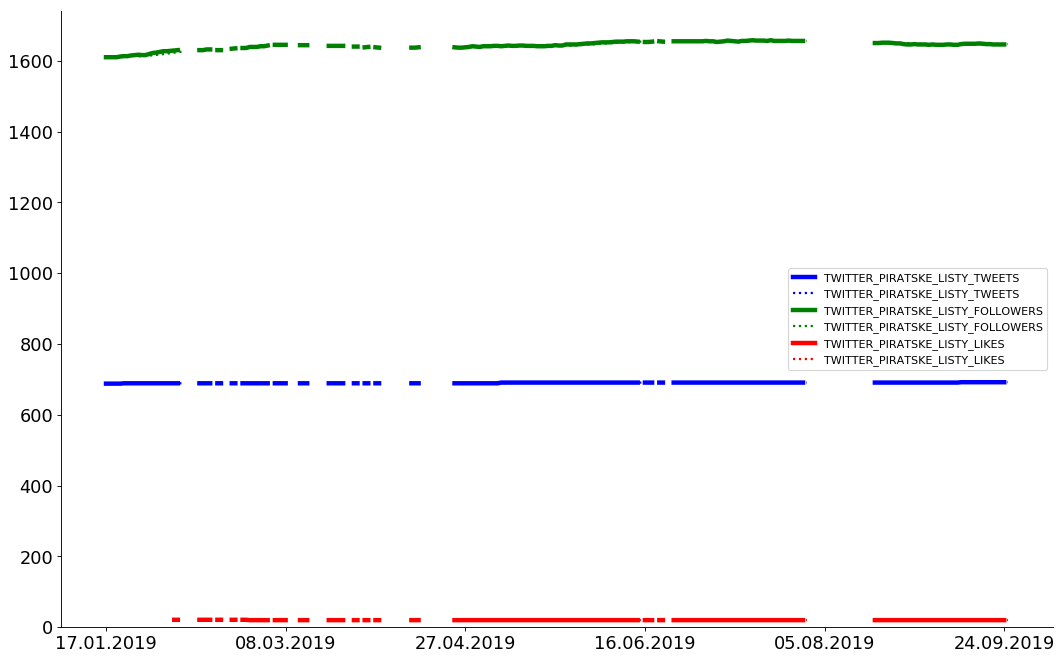 1600
1400
1200
1000
800
600
400
200
0
TWITTER_PIRATSKE_LISTY_TWEETS
TWITTER_PIRATSKE_LISTY_TWEETS
TWITTER_PIRATSKE_LISTY_FOLLOWERS
TWITTER_PIRATSKE_LISTY_FOLLOWERS
TWITTER_PIRATSKE_LISTY_LIKES
TWITTER_PIRATSKE_LISTY_LIKES
17.01.2019 08.03.2019 27.04.2019 16.06.2019 05.08.2019 24.09.2019